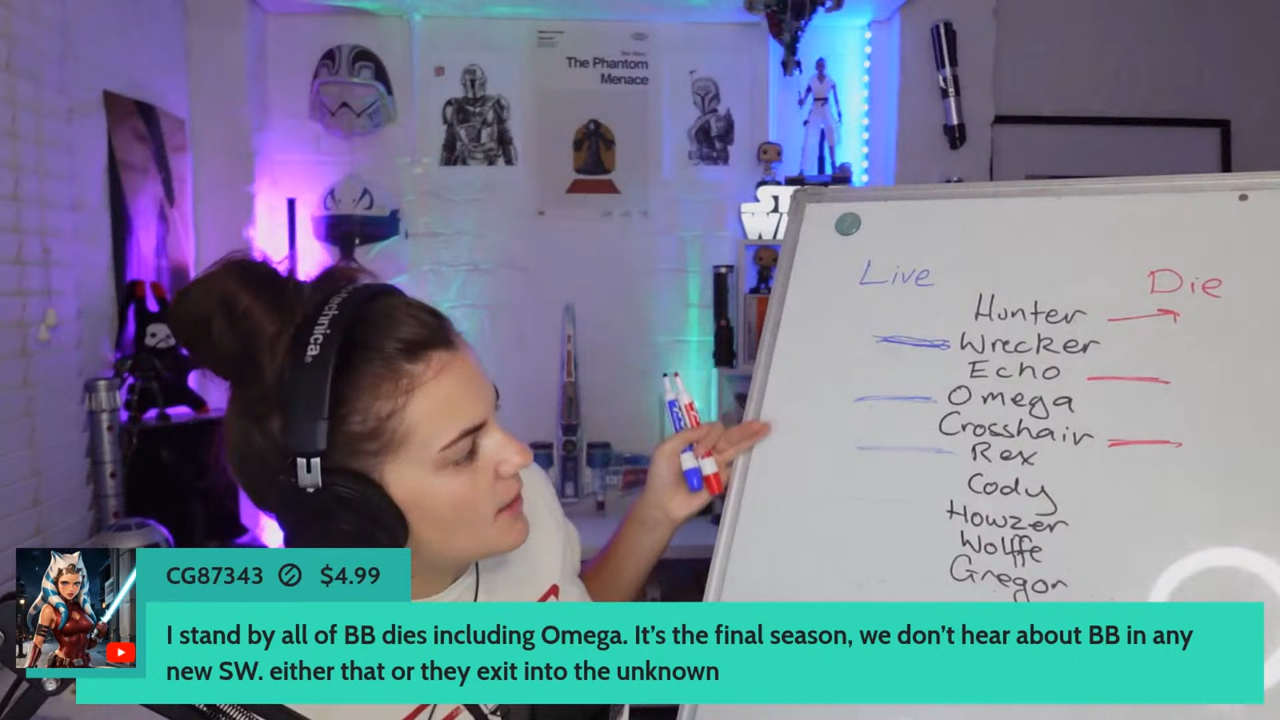 The Phantom
Menace
technica
ST
W
Live
Die
Hunter
Wrecker
Echo
Omega
Crosshair
Rex
Cody
Howzer
Wolffe
Gregor
CG87343 $4.99
I stand by all of BB dies including Omega. It's the final season, we don't hear about BB in any
new SW. either that or they exit into the unknown